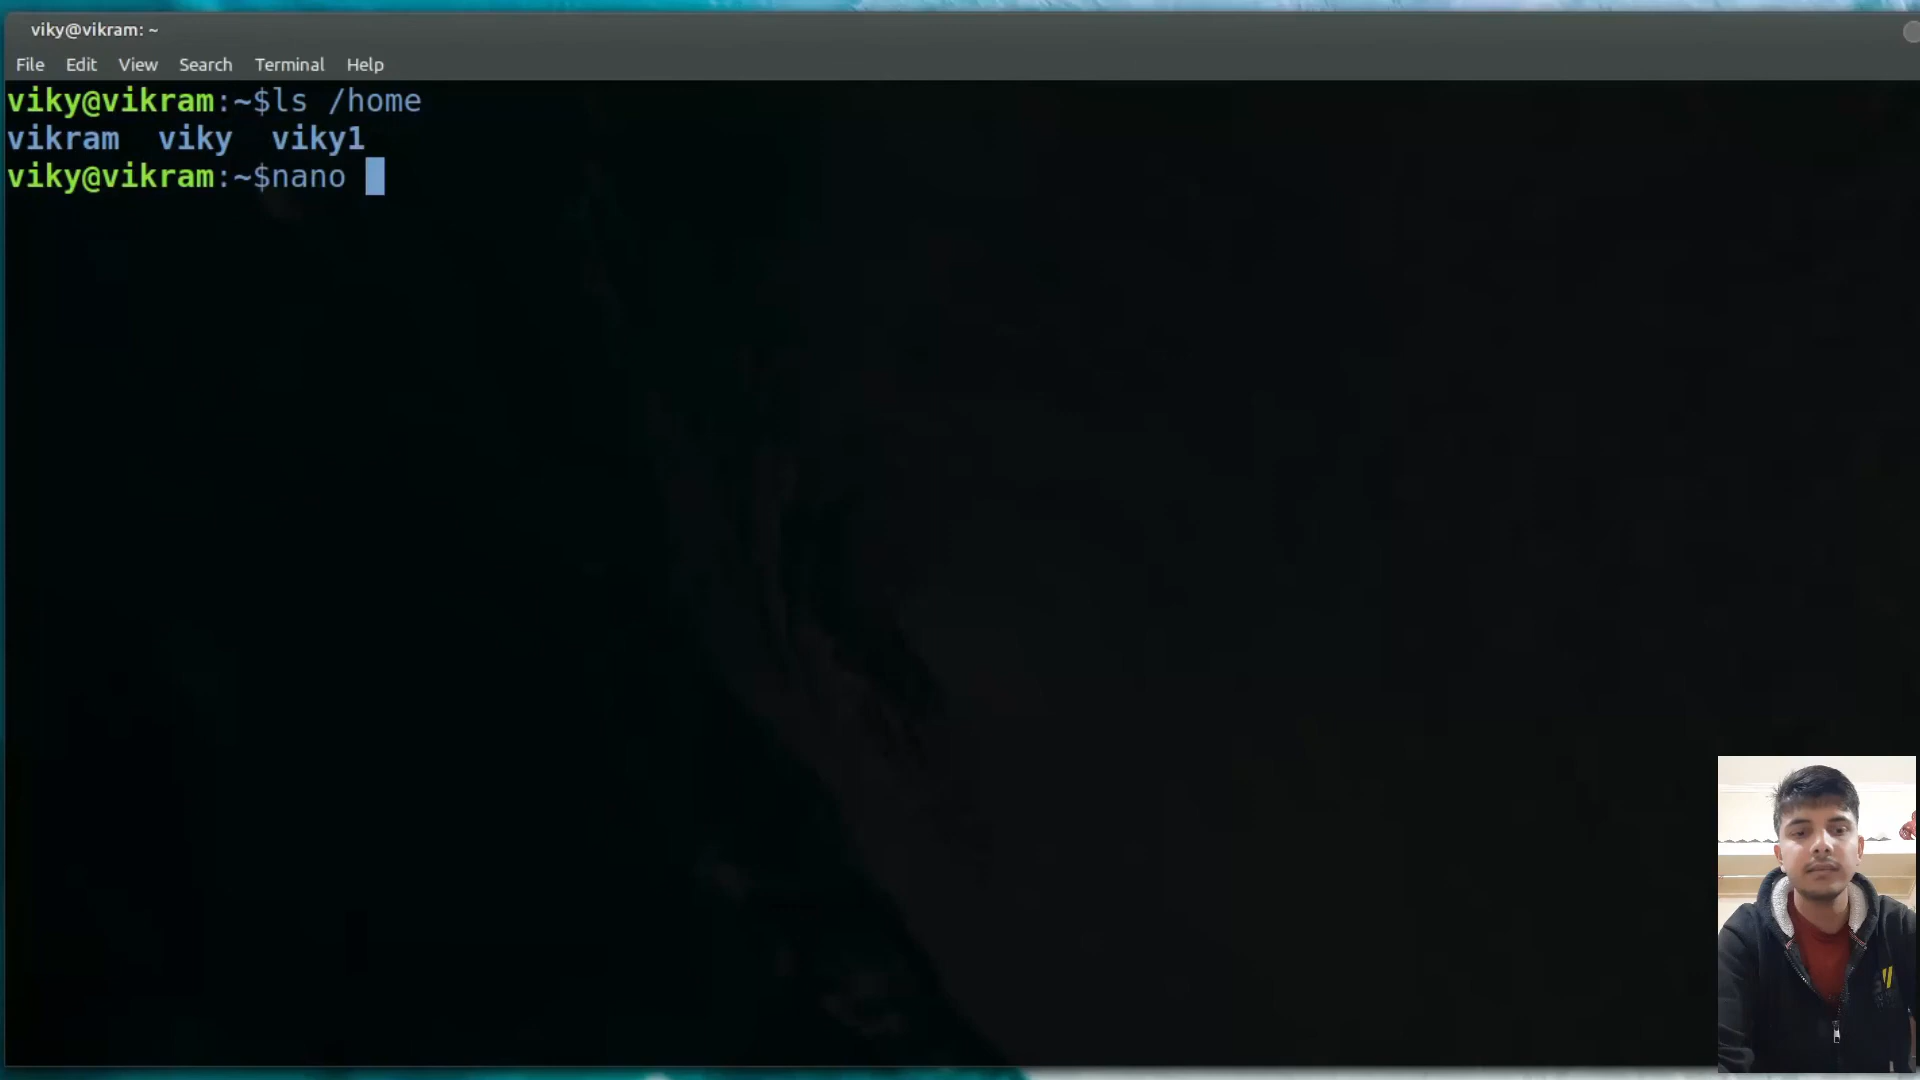 viky@vikram: ~
File Edit View Search Terminal Help
viky@vikram:~$ls /home
vikram viky viky1
viky@vikram:~$nano